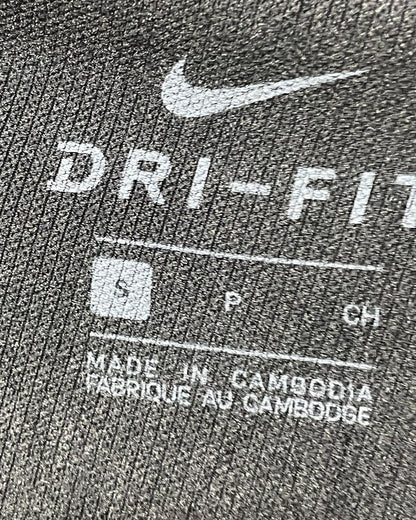 DRI-FIT
S P CH
MADE IN CAMBODIA
FABRIQUE AU CAMBODGE